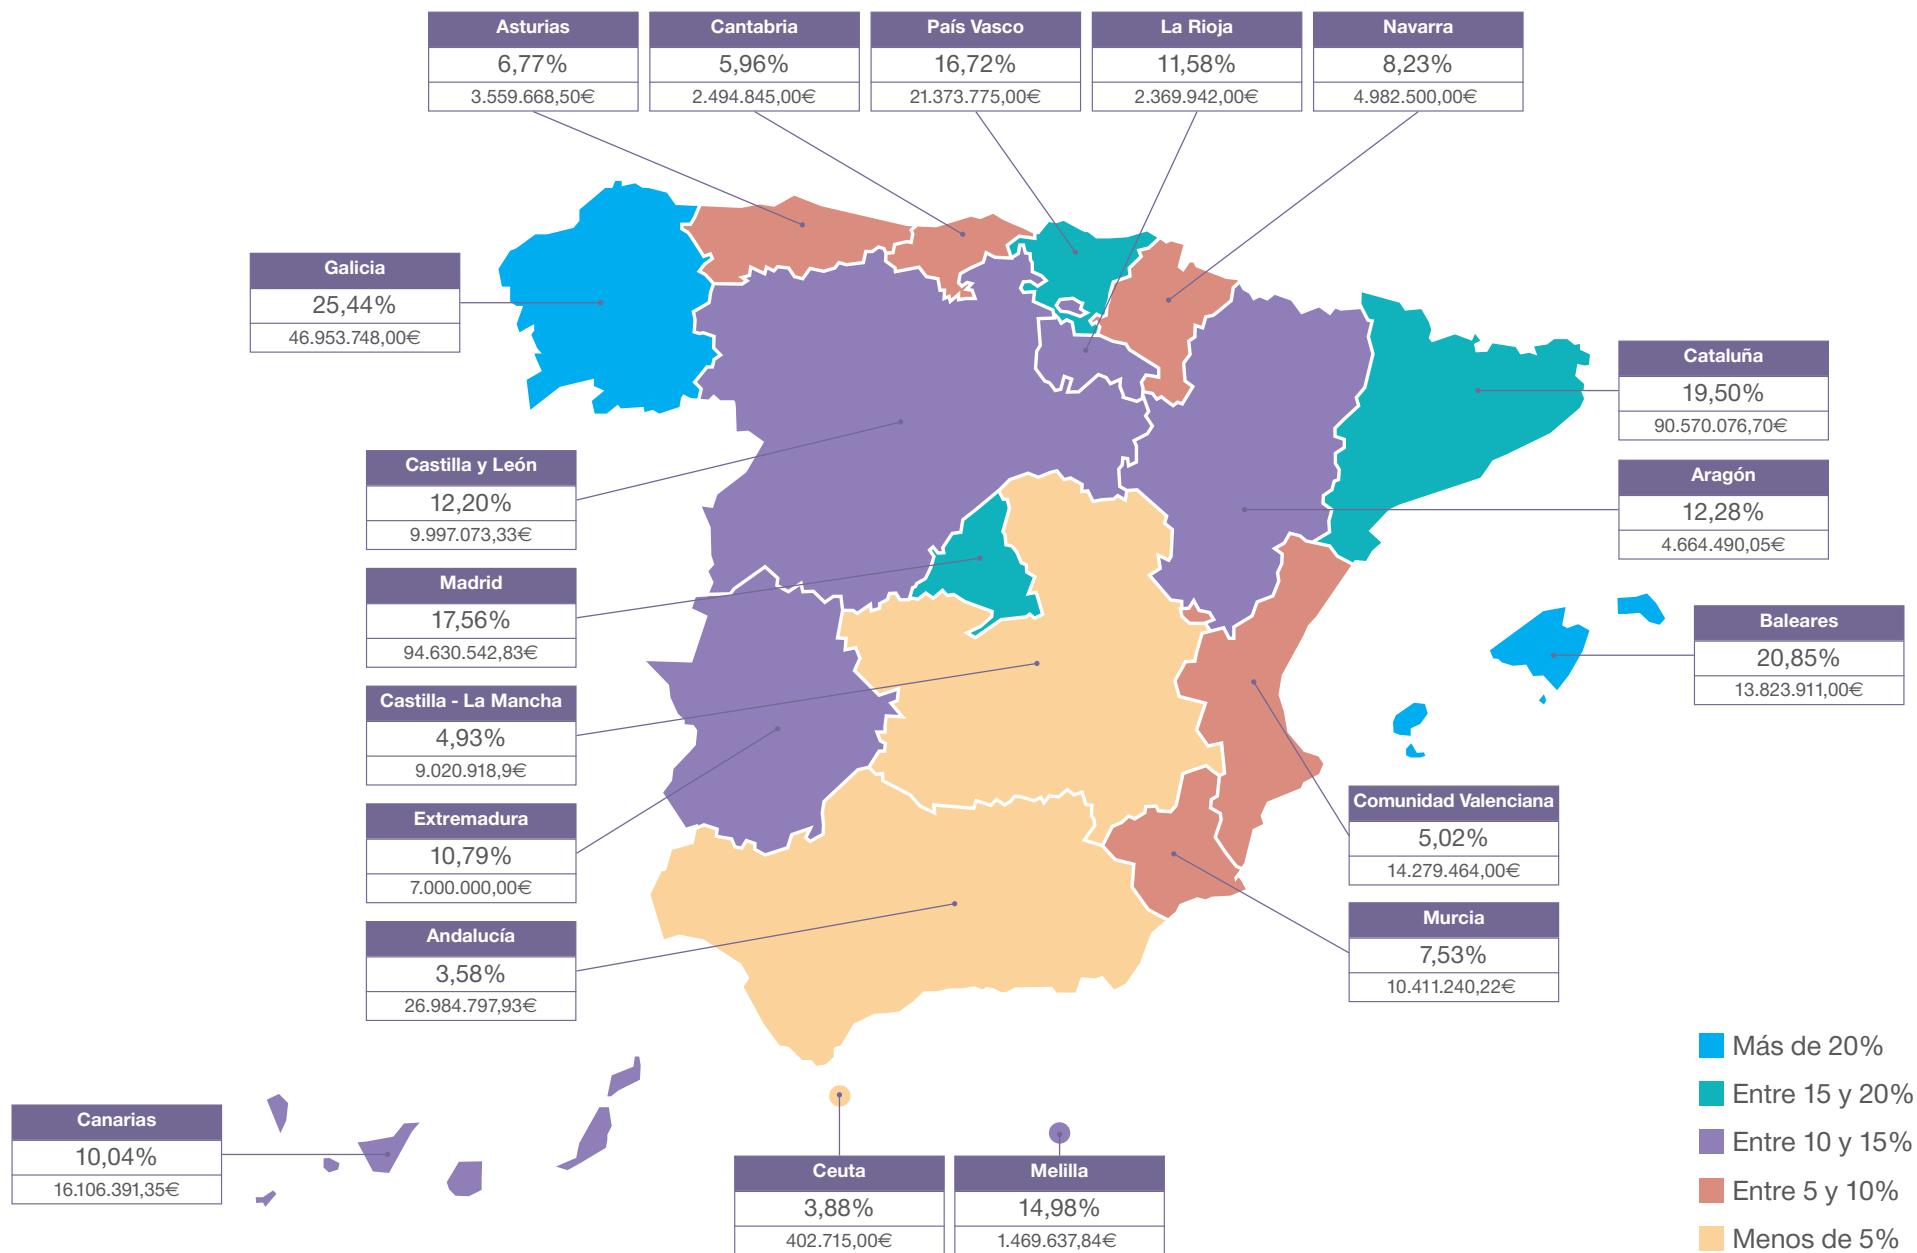 Asturias
6,77%
3.559.668,50€
Cantabria
5,96%
2.494.845,00€
País Vasco
16,72%
21.373.775,00€
La Rioja
11,58%
2.369.942,00€
Navarra
8,23%
4.982.500,00€
Galicia
25,44%
46.953.748,00€
Cataluña
19,50%
90.570.076,70€
Castilla y León
12,20%
9.997.073,33€
Aragón
12,28%
4.664.490,05€
Madrid
17,56%
94.630.542,83€
Baleares
20,85%
13.823.911,00€
Castilla - La Mancha
4,93%
9.020.918,9€
Extremadura
10,79%
7.000.000,00€
Comunidad Valenciana
5,02%
14.279.464,00€
Andalucía
3,58%
26.984.797,93€
Murcia
7,53%
10.411.240,22€
Canarias
10,04%
16.106.391,35€
Ceuta
3,88%
402.715,00€
Melilla
14,98%
1.469.637,84€
Más de 20%
Entre 15 y 20%
Entre 10 y 15%
Entre 5 y 10%
Menos de 5%